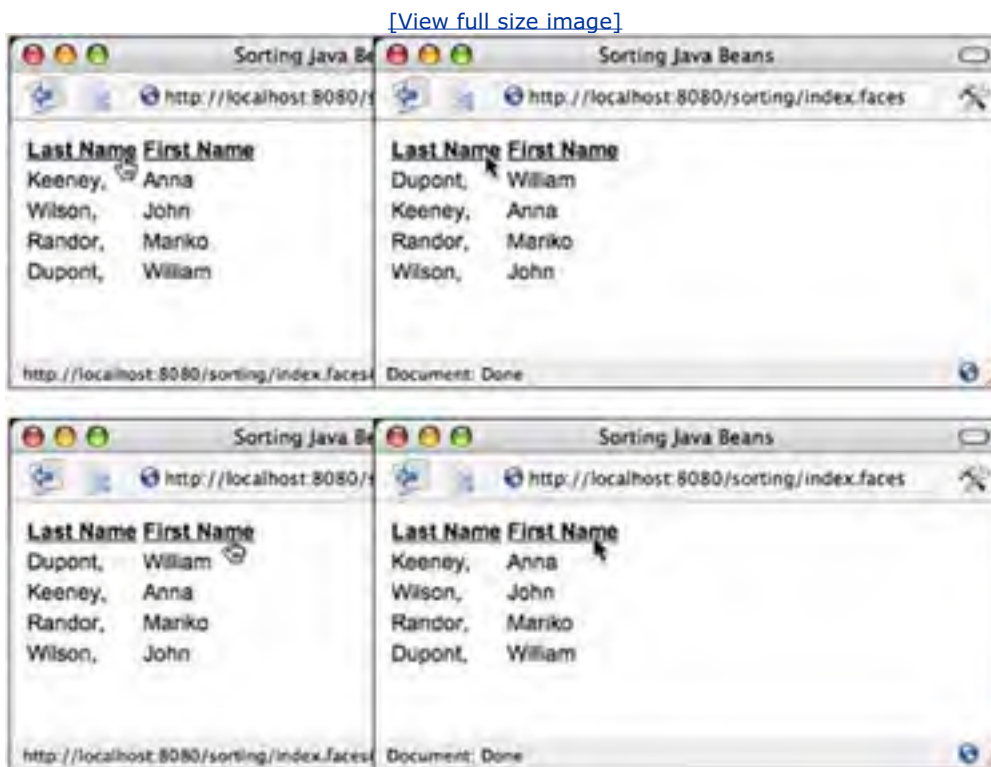 [View full size image]
Sorting Java Be
http://localhost:8080/s
Last Name First Name
Keeney, Anna
Wilson, John
Randor, Mariko
Dupont, William
http://localhost:8080/sorting/index.faces
Sorting Java Beans
http://localhost:8080/sorting/index.faces
Last Name First Name
Dupont, William
Keeney, Anna
Randor, Mariko
Wilson, John
Document: Done
Sorting Java Be
http://localhost:8080/s
Last Name First Name
Dupont, William
Keeney, Anna
Randor, Mariko
Wilson, John
http://localhost:8080/sorting/index.faces
Sorting Java Beans
http://localhost:8080/sorting/index.faces
Last Name First Name
Keeney, Anna
Wilson, John
Randor, Mariko
Dupont, William
Document: Done